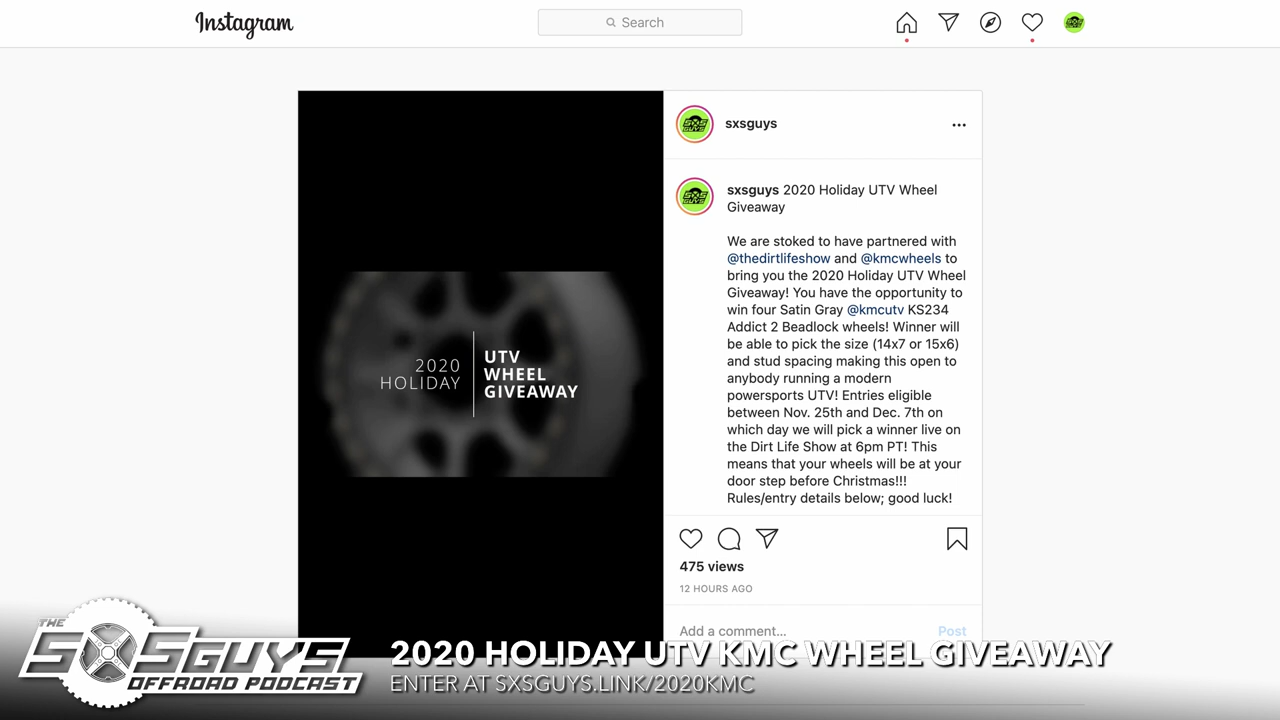 Instagram
Search
sxsguys
sxsguys 2020 Holiday UTV Wheel
Giveaway
We are stoked to have partnered with
@thedirtlifeshow and @kmcwheels to
bring you the 2020 Holiday UTV Wheel
Giveaway! You have the opportunity to
win four Satin Gray @kmcutv KS234
Addict 2 Beadlock wheels! Winner will
be able to pick the size (14x7 or 15x6)
and stud spacing making this open to
anybody running a modern
powersports UTV! Entries eligible
between Nov. 25th and Dec. 7th on
which day we will pick a winner live on
the Dirt Life Show at 6pm PT! This
means that your wheels will be at your
door step before Christmas!!!
Rules/entry details below; good luck!
2020
HOLIDAY
UTV
WHEEL
GIVEAWAY
475 views
12 HOURS AGO
Add a comment...
Post
THE
SXSGUYS
OFFROAD PODCAST
2020 HOLIDAY UTV KMC WHEEL GIVEAWAY
ENTER AT SXSGUYS.LINK/2020KMC